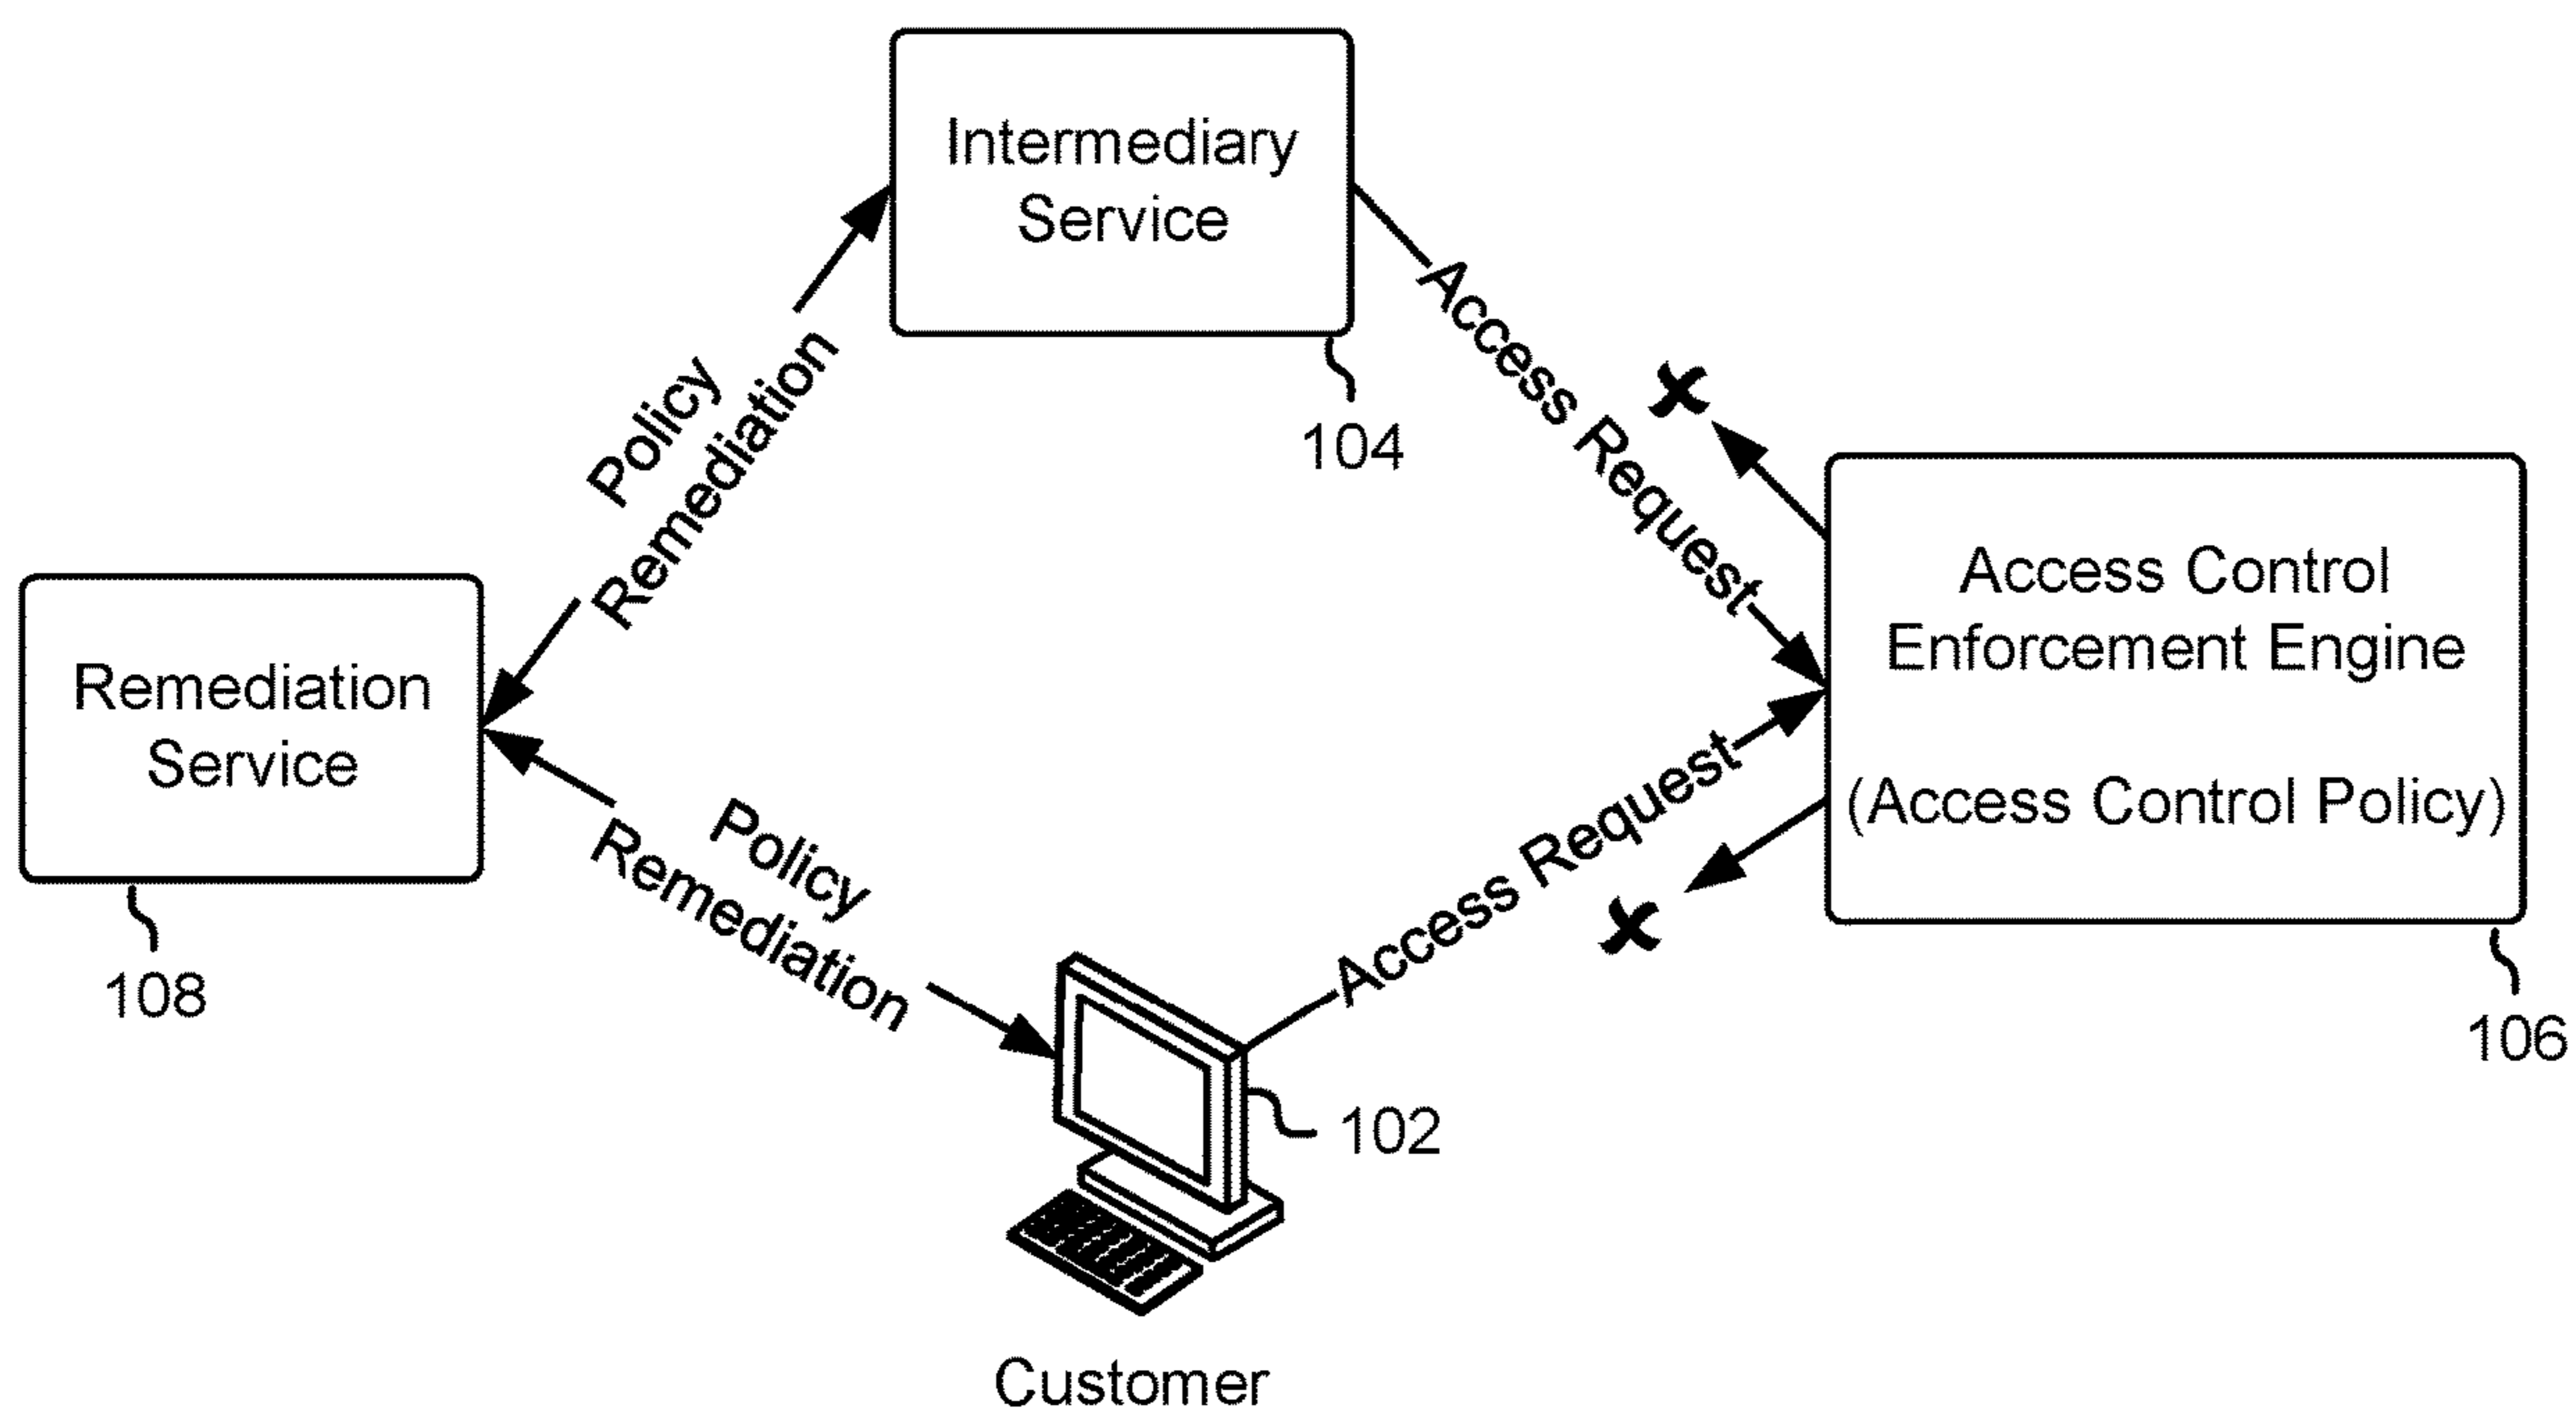 Intermediary
Service
104
Policy
Remediation
Access Request
Access Control
Enforcement Engine
(Access Control Policy)
106
Remediation
Service
108
Policy
Remediation
Access Request
102
Customer